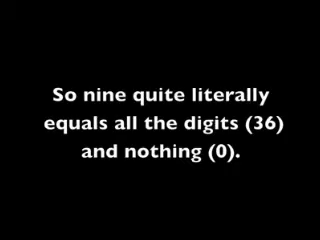 So nine quite literally
equals all the digits (36)
and nothing (0).